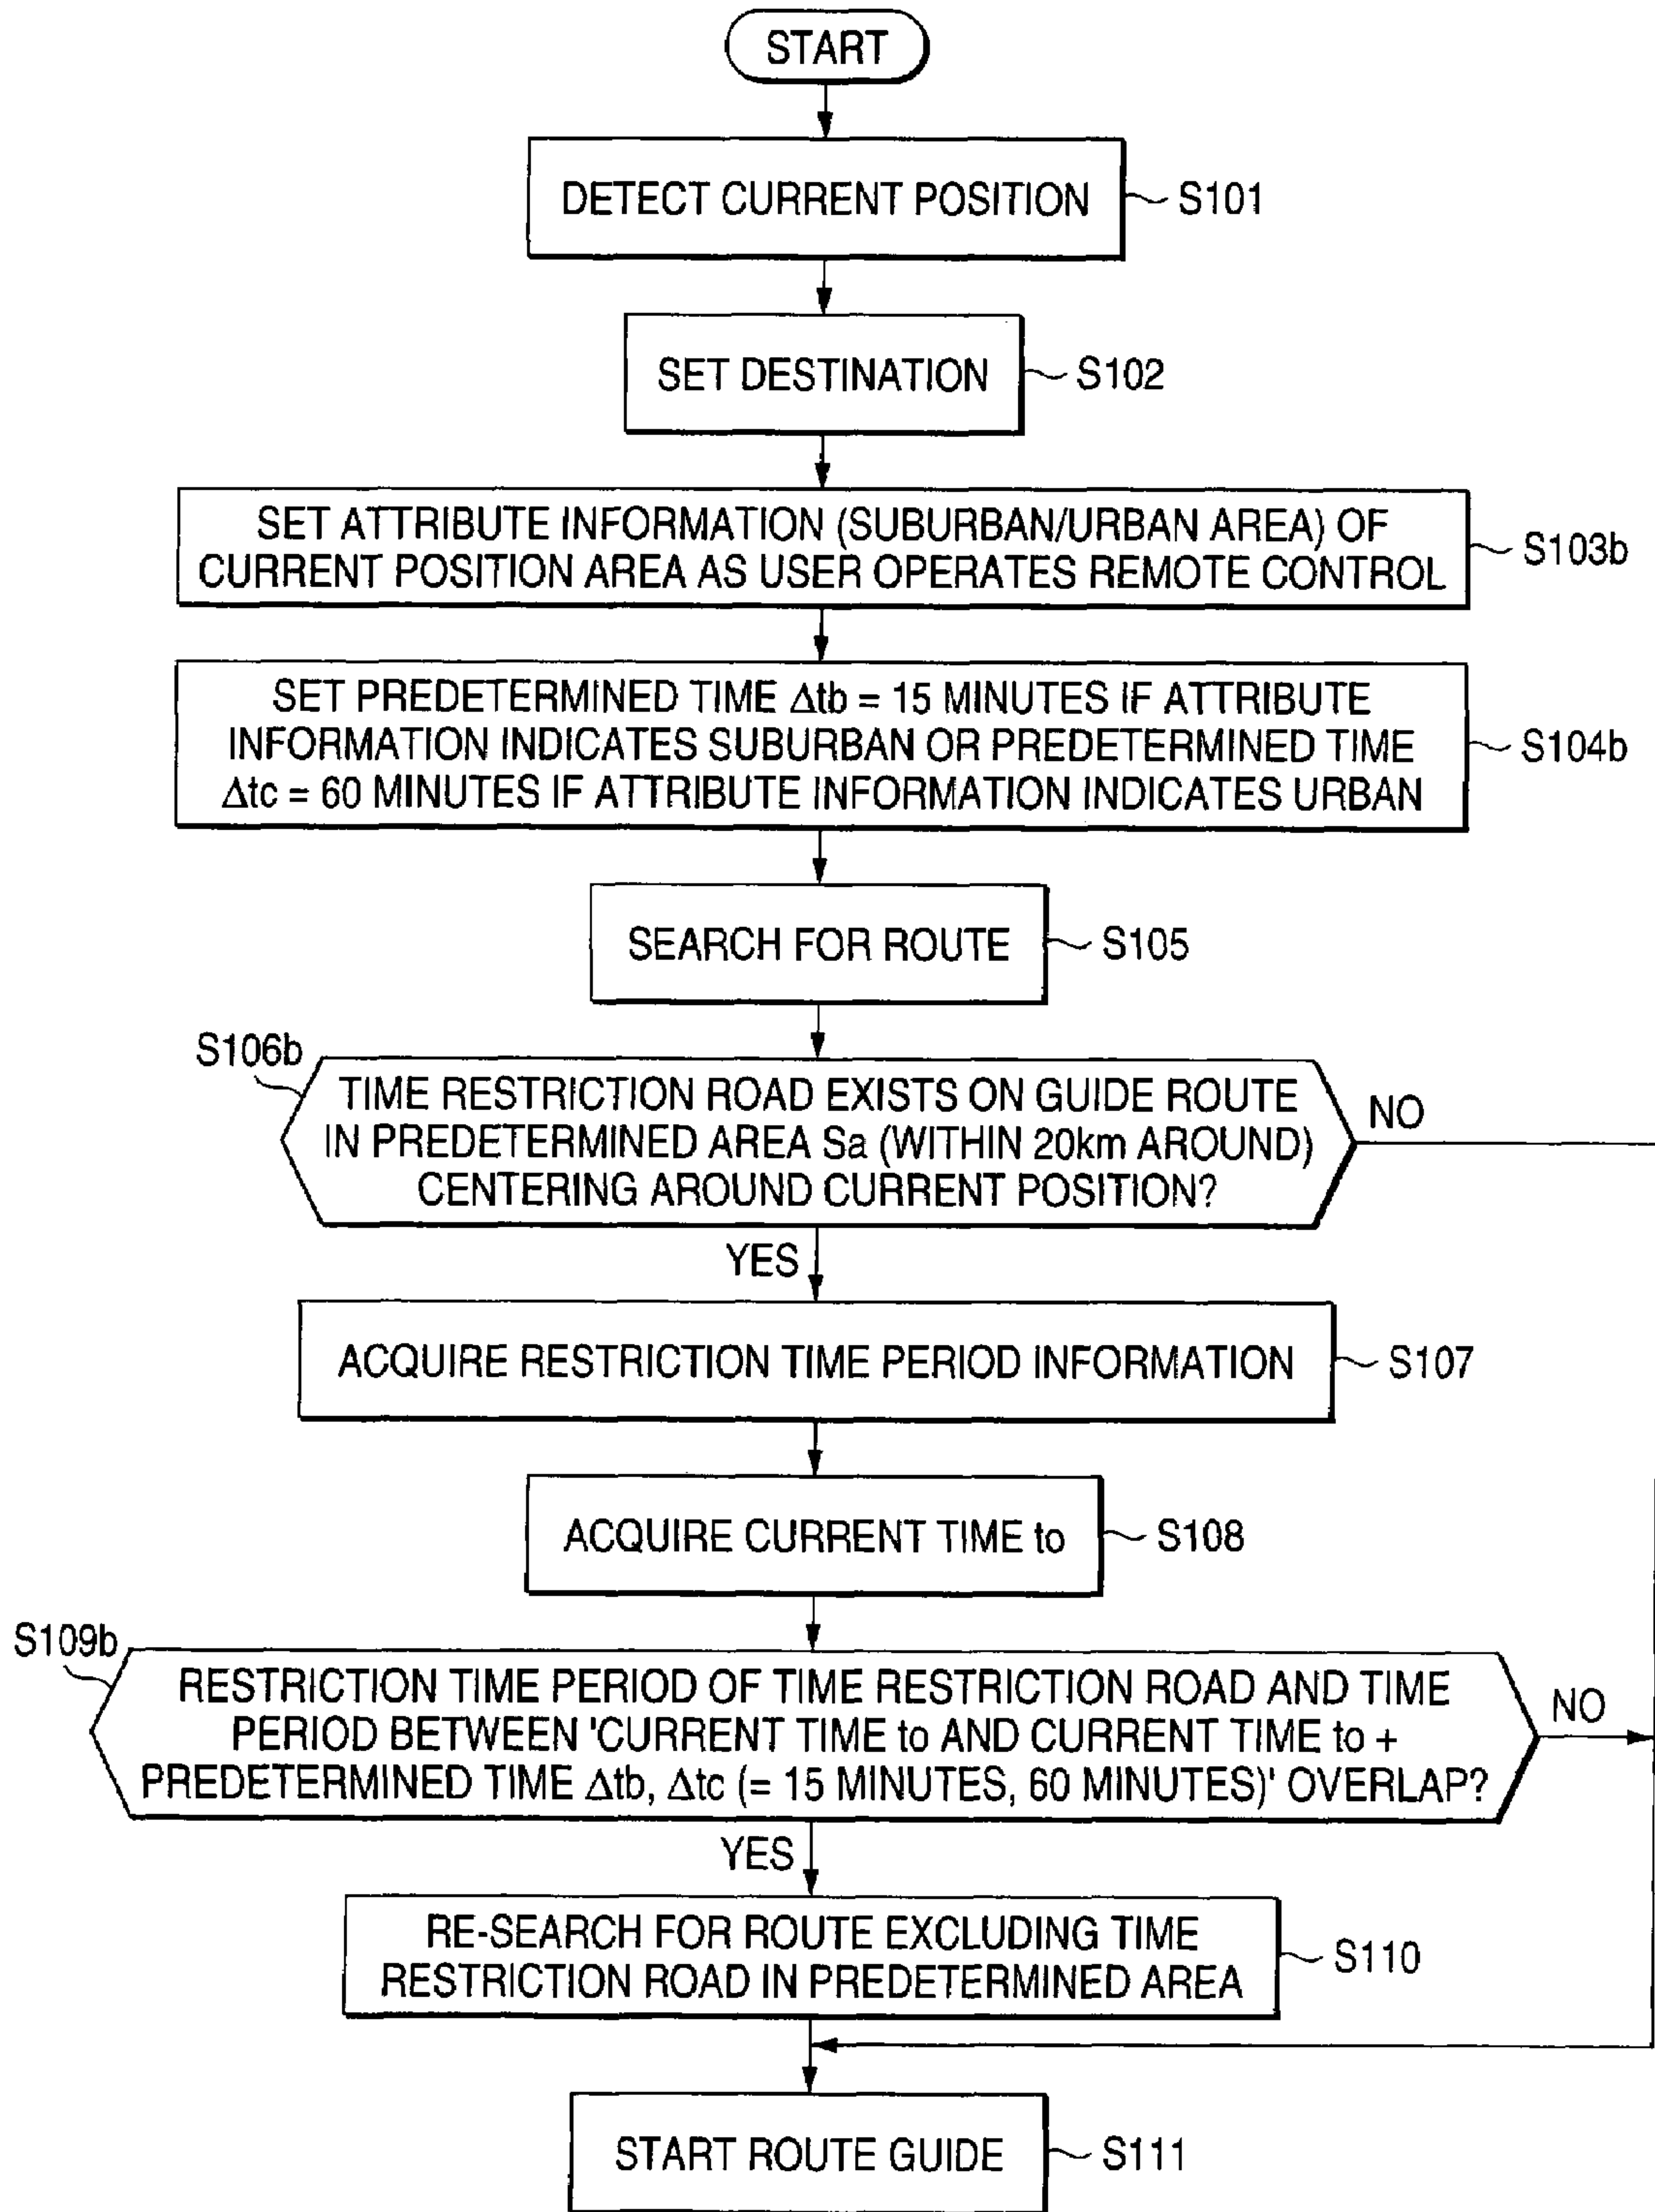 START
DETECT CURRENT POSITION
S101
SET DESTINATION
S102
SET ATTRIBUTE INFORMATION (SUBURBAN/URBAN AREA) OF
CURRENT POSITION AREA AS USER OPERATES REMOTE CONTROL
S103b
SET PREDETERMINED TIME Δtb = 15 MINUTES IF ATTRIBUTE
INFORMATION INDICATES SUBURBAN OR PREDETERMINED TIME
Δtc = 60 MINUTES IF ATTRIBUTE INFORMATION INDICATES URBAN
S104b
SEARCH FOR ROUTE
S105
S106b
TIME RESTRICTION ROAD EXISTS ON GUIDE ROUTE
IN PREDETERMINED AREA Sa (WITHIN 20km AROUND)
CENTERING AROUND CURRENT POSITION?
NO
YES
ACQUIRE RESTRICTION TIME PERIOD INFORMATION
S107
ACQUIRE CURRENT TIME to
S108
S109b
RESTRICTION TIME PERIOD OF TIME RESTRICTION ROAD AND TIME
PERIOD BETWEEN 'CURRENT TIME to AND CURRENT TIME to +
PREDETERMINED TIME Δtb, Δtc (= 15 MINUTES, 60 MINUTES)' OVERLAP?
NO
YES
RE-SEARCH FOR ROUTE EXCLUDING TIME
RESTRICTION ROAD IN PREDETERMINED AREA
S110
START ROUTE GUIDE
S111